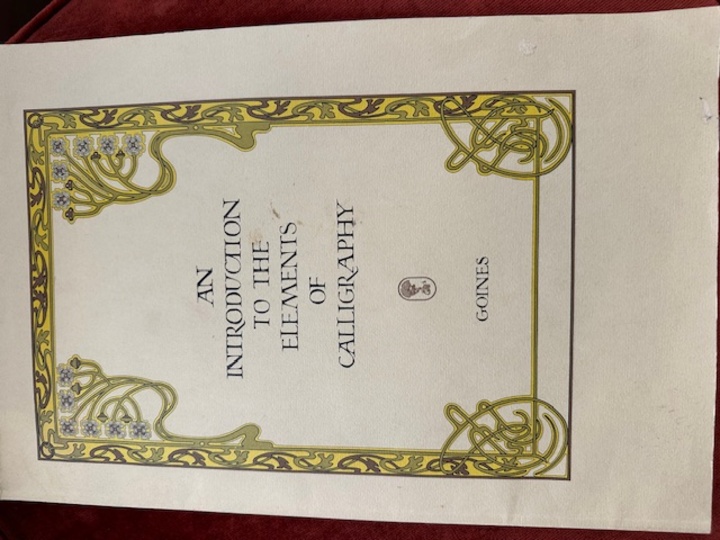 AN
INTRODUCTION
TO THE
ELEMENTS
OF
CALLIGRAPHY
GOINES